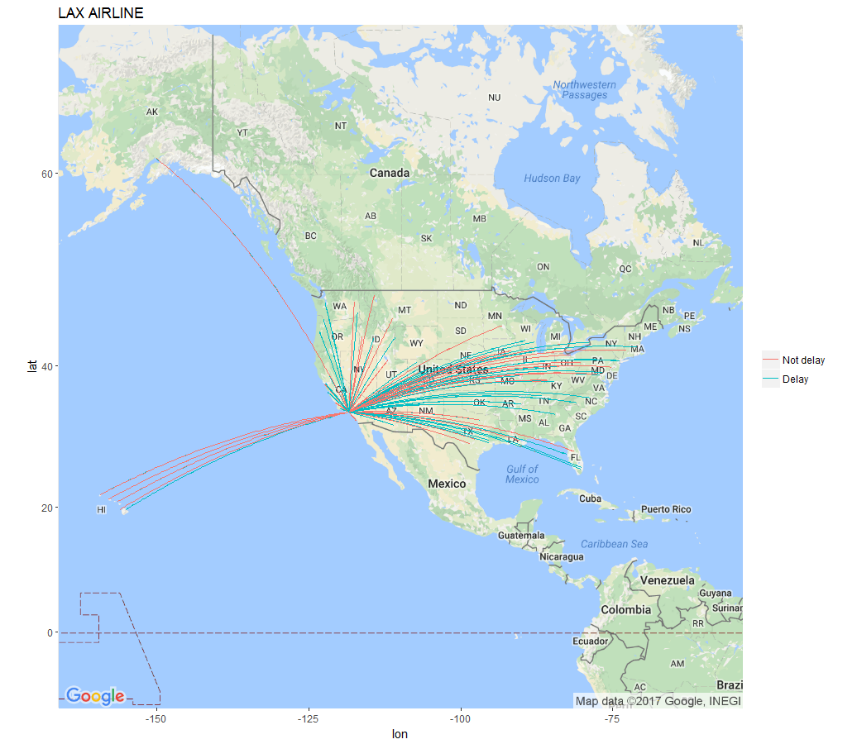 LAX AIRLINE
Northwestern
Passages
NU
AK
YT
NT
60
Canada
Hudson Bay
AB
MB
BC
SK
NL
ON
QC
WA
MT
ND
MN
NB
PE
ME
NS
OR
ID
SD
WI
MI
NH
NY
MA
WY
IA
lat
40
NV
UT
NE
United States
IL
IN
OH
PA
MD
DE
CA
KS
MO
KY
WV
VA
AZ
NM
OK
AR
TN
NC
MS
AL
SC
GA
TX
LA
FL
Mexico
Gulf of
Mexico
HI
20
Cuba
Puerto Rico
Guatemala
Caribbean Sea
Nicaragua
Venezuela
Guyana
Colombia
Surinar
RR
0
Ecuador
AM
AC
Brazi
Google
Map data ©2017 Google, INEGI
-150
-125
-100
-75
lon
Not delay
Delay